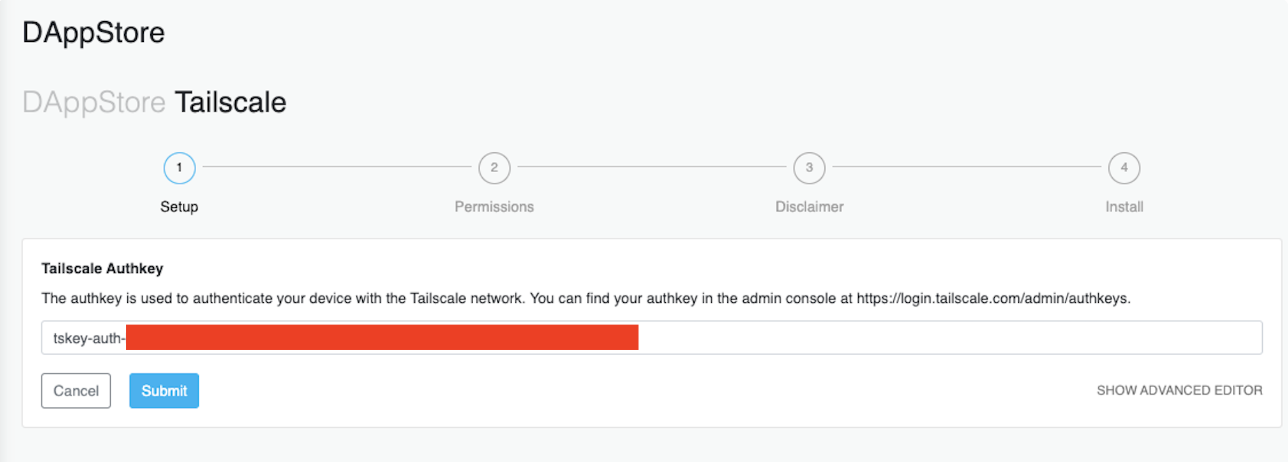 DAppStore
DAppStore Tailscale
1 2 3 4
Setup Permissions Disclaimer Install
Tailscale Authkey
The authkey is used to authenticate your device with the Tailscale network. You can find your authkey in the admin console at https://login.tailscale.com/admin/authkeys.
tskey-auth-
Cancel Submit SHOW ADVANCED EDITOR